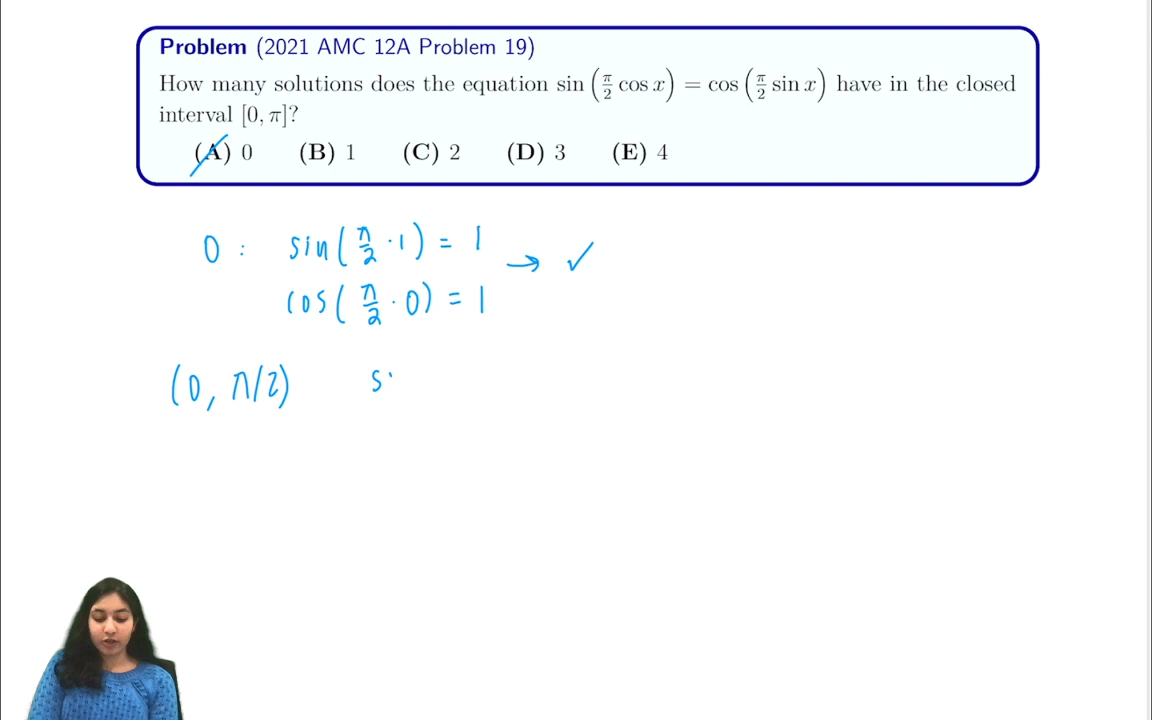 Problem (2021 AMC 12A Problem 19)
How many solutions does the equation sin(π/2 cos x) = cos(π/2 sin x) have in the closed
interval [0, π]?
(A) 0 (B) 1 (C) 2 (D) 3 (E) 4
0 : sin(π/2 · 1) = 1 → ✓
cos(π/2 · 0) = 1
(0, π/2) s